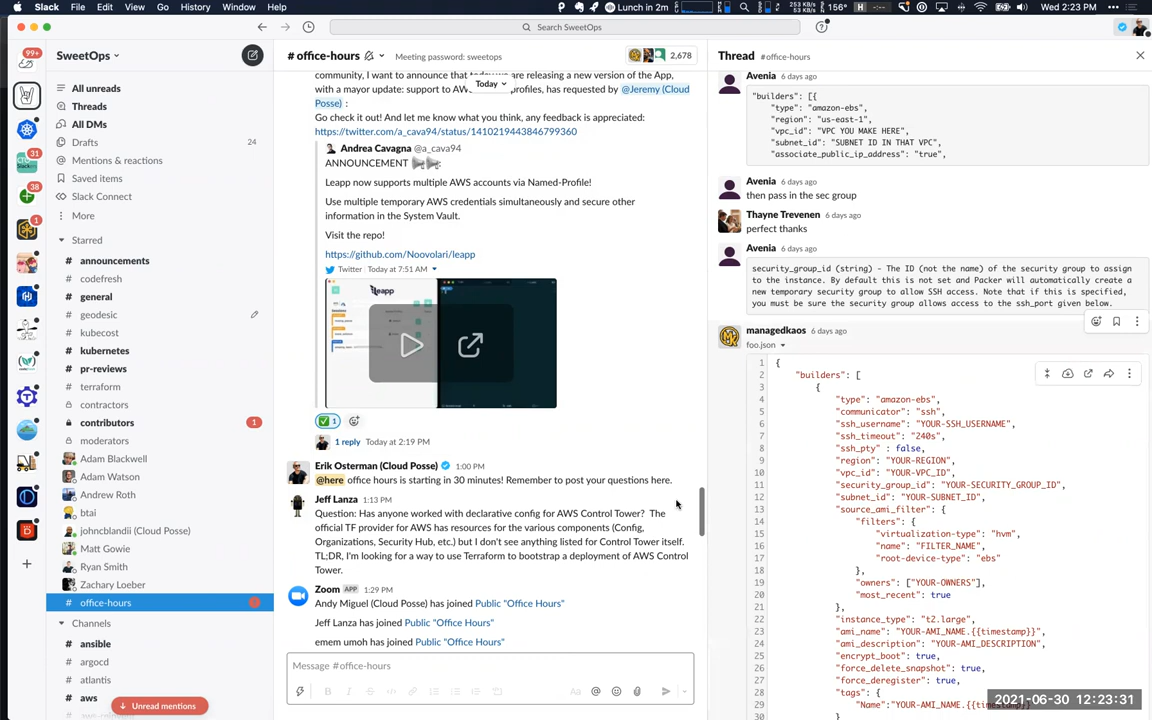 Slack File Edit View Go History Window Help
Lunch in 2m
156°
Wed 2:23 PM
Search SweetOps
99+
31
38
1
SweetOps
All unreads
Threads
All DMs
Drafts 24
Mentions & reactions
Saved items
Slack Connect
More
Starred
# announcements
codefresh
# general
# geodesic
# kubecost
# kubernetes
# pr-reviews
# terraform
contractors
# contributors 1
moderators
Adam Blackwell
Adam Watson
Andrew Roth
btai
johncblandii (Cloud Posse)
Matt Gowie
Ryan Smith
Zachary Loeber
# office-hours
Channels
# ansible
# argocd
# atlantis
# aws
Unread mentions
# office-hours
Meeting password: sweetops
2,678
Today
community, I want to announce that today we are releasing a new version of the App,
with a mayor update: support to AWS profiles, has requested by @Jeremy (Cloud
Posse) :
Go check it out! And let me know what you think, any feedback is appreciated:
https://twitter.com/a_cava94/status/1410219443846799360
Andrea Cavagna @a_cava94
ANNOUNCEMENT
Leapp now supports multiple AWS accounts via Named-Profile!
Use multiple temporary AWS credentials simultaneously and secure other
information in the System Vault.
Visit the repo!
https://github.com/Noovolari/leapp
Twitter Today at 7:51 AM
leapp
1
1 reply Today at 2:19 PM
Erik Osterman (Cloud Posse) 1:00 PM
@here office hours is starting in 30 minutes! Remember to post your questions here.
Jeff Lanza 1:13 PM
Question: Has anyone worked with declarative config for AWS Control Tower? The
official TF provider for AWS has resources for the various components (Config,
Organizations, Security Hub, etc.) but I don't see anything listed for Control Tower itself.
TL;DR, I'm looking for a way to use Terraform to bootstrap a deployment of AWS Control
Tower.
Zoom APP 1:29 PM
Andy Miguel (Cloud Posse) has joined Public "Office Hours"
Jeff Lanza has joined Public "Office Hours"
emem umoh has joined Public "Office Hours"
Message #office-hours
Thread #office-hours
Avenia 6 days ago
"builders": [{
"type": "amazon-ebs",
"region": "us-east-1",
"vpc_id": "VPC YOU MAKE HERE",
"subnet_id": "SUBNET ID IN THAT VPC",
"associate_public_ip_address": "true",
Avenia 6 days ago
then pass in the sec group
Thayne Trevenen 6 days ago
perfect thanks
Avenia 6 days ago
security_group_id (string) - The ID (not the name) of the security group to assign
to the instance. By default this is not set and Packer will automatically create a
new temporary security group to allow SSH access. Note that if this is specified,
you must be sure the security group allows access to the ssh_port given below.
managedkaos 6 days ago
foo.json
1 {
2 "builders": [
3 {
4 "type": "amazon-ebs",
5 "communicator": "ssh",
6 "ssh_username": "YOUR-SSH_USERNAME",
7 "ssh_timeout": "240s",
8 "ssh_pty" : false,
9 "region": "YOUR-REGION",
10 "vpc_id": "YOUR-VPC_ID",
11 "security_group_id": "YOUR-SECURITY_GROUP_ID",
12 "subnet_id": "YOUR-SUBNET_ID",
13 "source_ami_filter": {
14 "filters": {
15 "virtualization-type": "hvm",
16 "name": "FILTER_NAME",
17 "root-device-type": "ebs"
18 },
19 "owners": ["YOUR-OWNERS"],
20 "most_recent": true
21 },
22 "instance_type": "t2.large",
23 "ami_name": "YOUR-AMI_NAME.{{timestamp}}",
24 "ami_description": "YOUR-AMI_DESCRIPTION",
25 "encrypt_boot": true,
26 "force_delete_snapshot": true,
27 "force_deregister": true,
28 "tags": {
29 "Name":"YOUR-AMI_NAME.{{timestamp}}",
30
2021-06-30 12:23:31